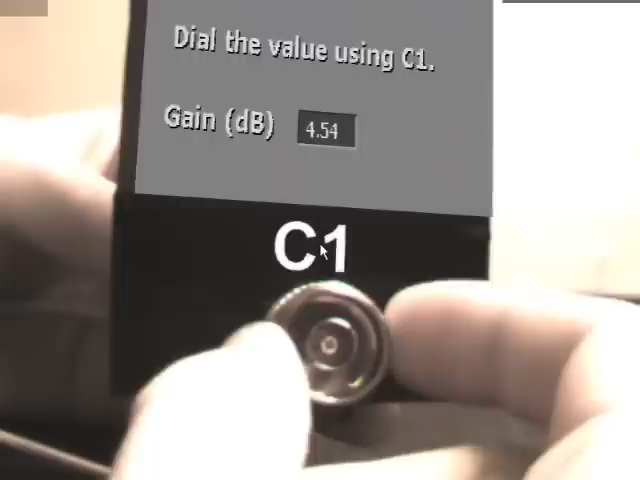 Dial the value using C1.
Gain (dB) 4.54
C1